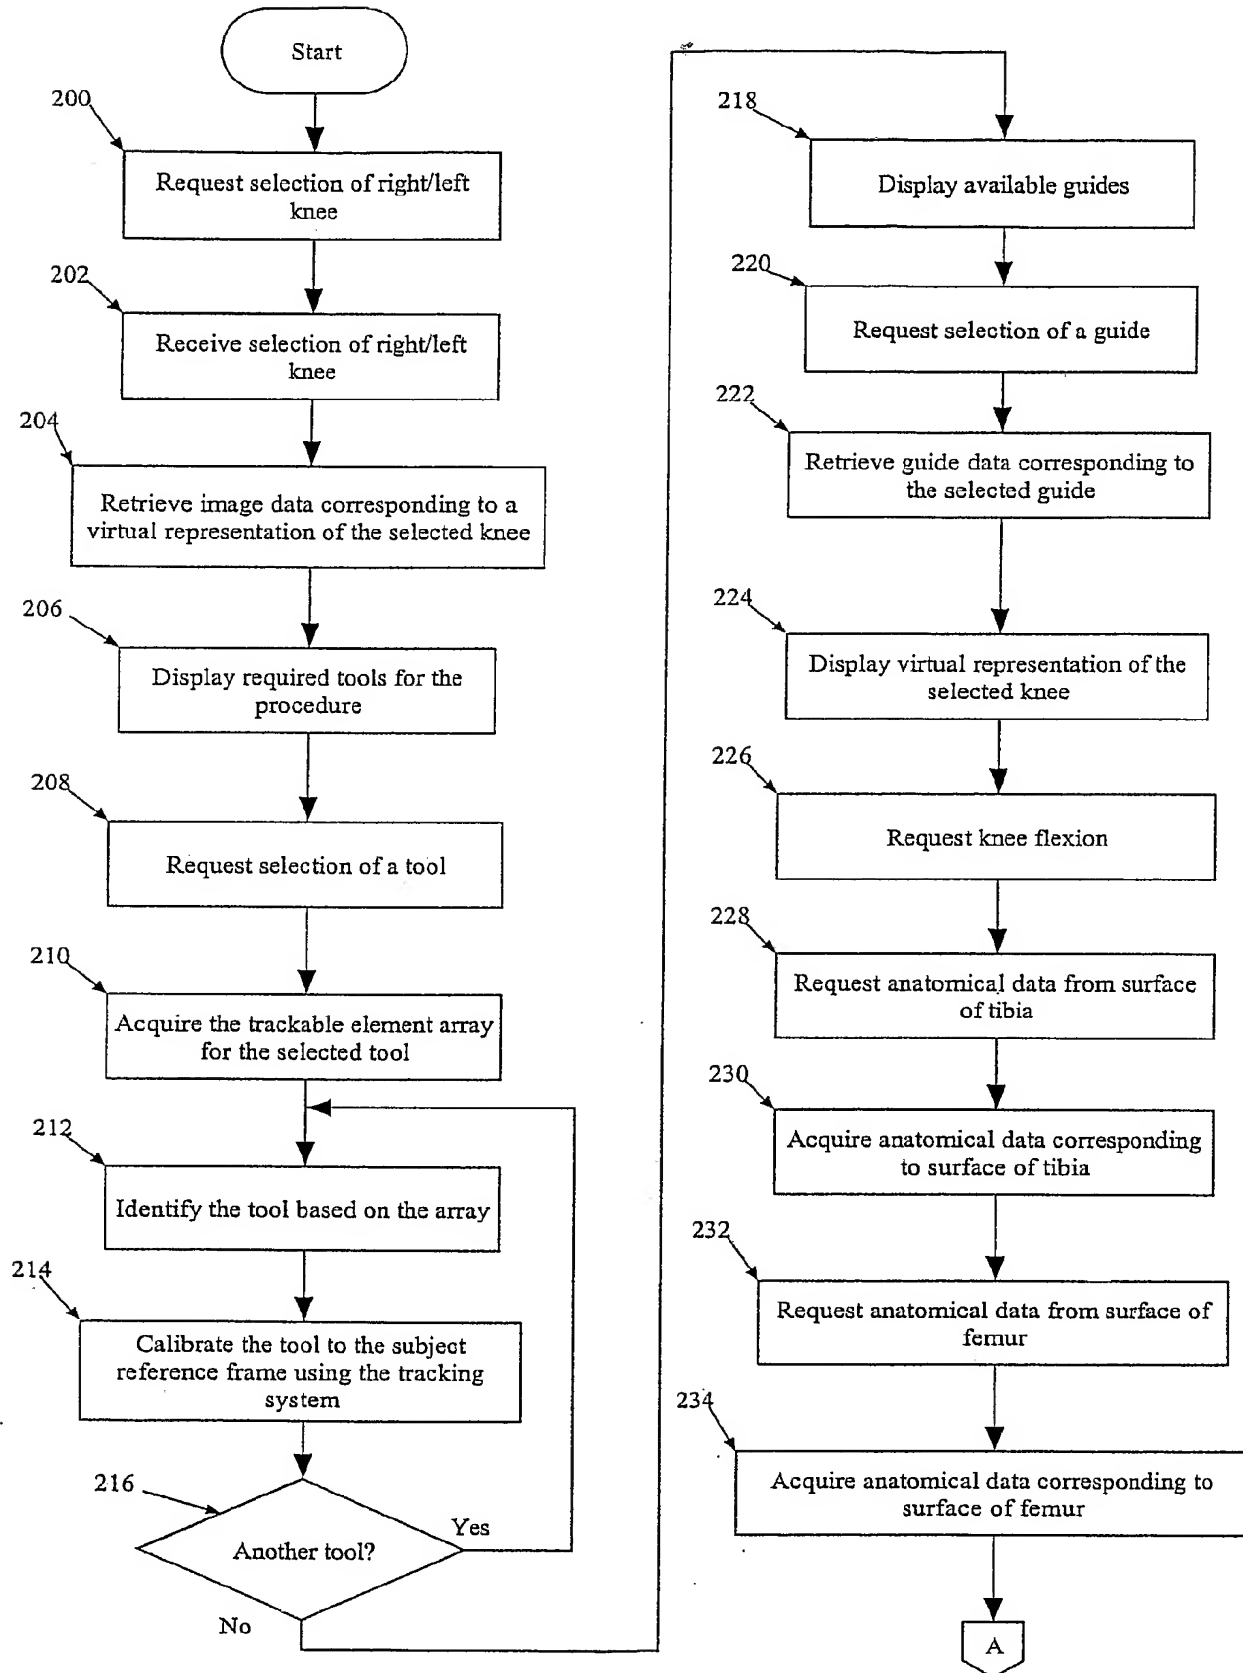 Start
200
Request selection of right/left
knee
202
Receive selection of right/left
knee
204
Retrieve image data corresponding to a
virtual representation of the selected knee
206
Display required tools for the
procedure
208
Request selection of a tool
210
Acquire the trackable element array
for the selected tool
212
Identify the tool based on the array
214
Calibrate the tool to the subject
reference frame using the tracking
system
216
Another tool?
Yes
No
218
Display available guides
220
Request selection of a guide
222
Retrieve guide data corresponding to
the selected guide
224
Display virtual representation of the
selected knee
226
Request knee flexion
228
Request anatomical data from surface
of tibia
230
Acquire anatomical data corresponding
to surface of tibia
232
Request anatomical data from surface of
femur
234
Acquire anatomical data corresponding to
surface of femur
A